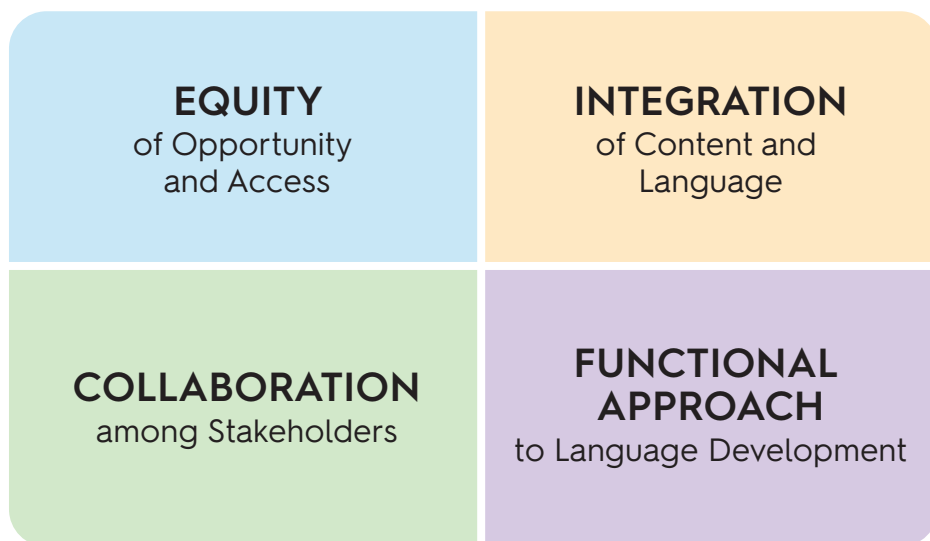 EQUITY
of Opportunity
and Access
INTEGRATION
of Content and
Language
COLLABORATION
among Stakeholders
FUNCTIONAL
APPROACH
to Language Development